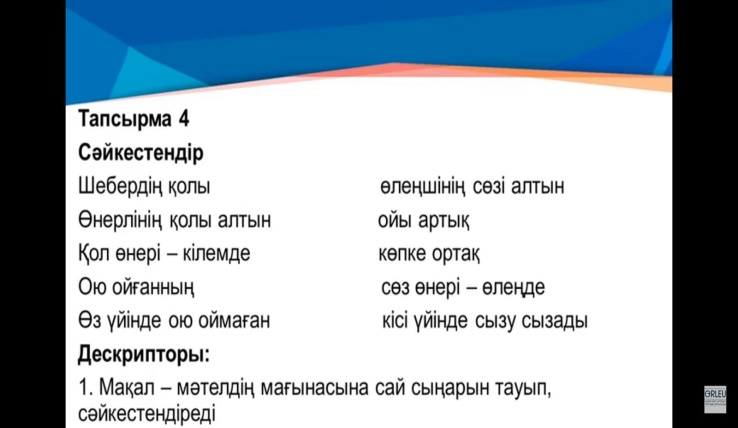 Тапсырма 4
Сәйкестендір
Шебердің қолы өлеңшінің сөзі алтын
Өнерлінің қолы алтын ойы артық
Қол өнері – кілемде көпке ортақ
Ою ойғанның сөз өнері – өлеңде
Өз үйінде ою оймаған кісі үйінде сызу сызады
Дескрипторы:
1. Мақал – мәтелдің мағынасына сай сыңарын тауып,
сәйкестендіреді
ORLEU